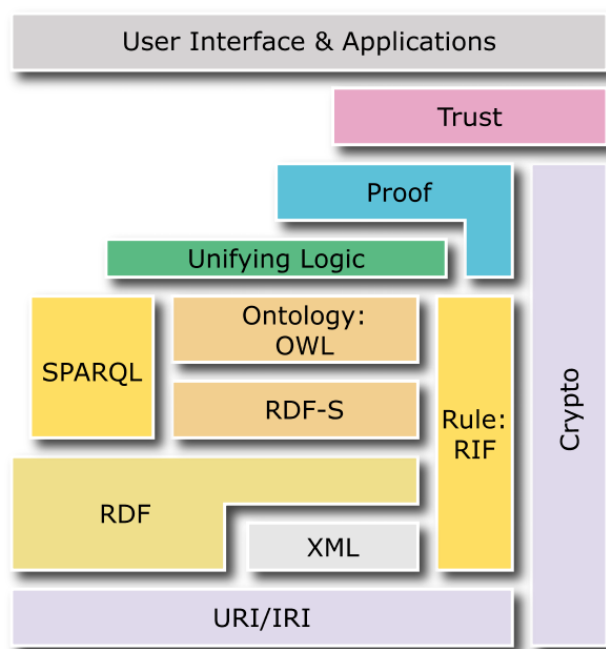 User Interface & Applications
Trust
Proof
Unifying Logic
Ontology:
OWL
SPARQL
RDF-S
Rule:
RIF
Crypto
RDF
XML
URI/IRI